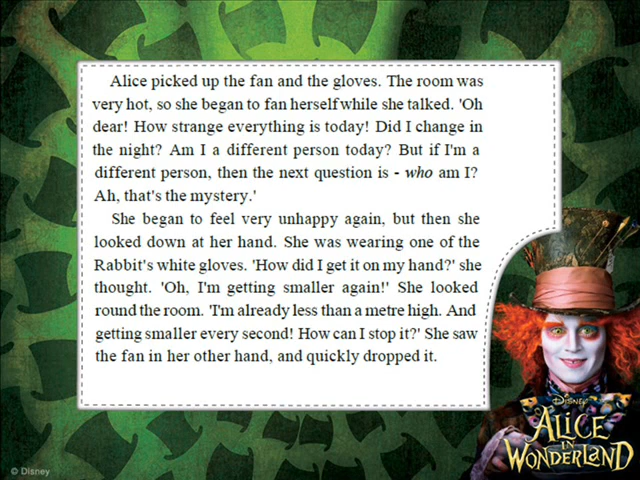 Alice picked up the fan and the gloves. The room was
very hot, so she began to fan herself while she talked. 'Oh
dear! How strange everything is today! Did I change in
the night? Am I a different person today? But if I'm a
different person, then the next question is - who am I?
Ah, that's the mystery.'
She began to feel very unhappy again, but then she
looked down at her hand. She was wearing one of the
Rabbit's white gloves. 'How did I get it on my hand?' she
thought. 'Oh, I'm getting smaller again!' She looked
round the room. 'I'm already less than a metre high. And
getting smaller every second! How can I stop it?' She saw
the fan in her other hand, and quickly dropped it.
Disney
ALICE
IN
WONDERLAND
© Disney